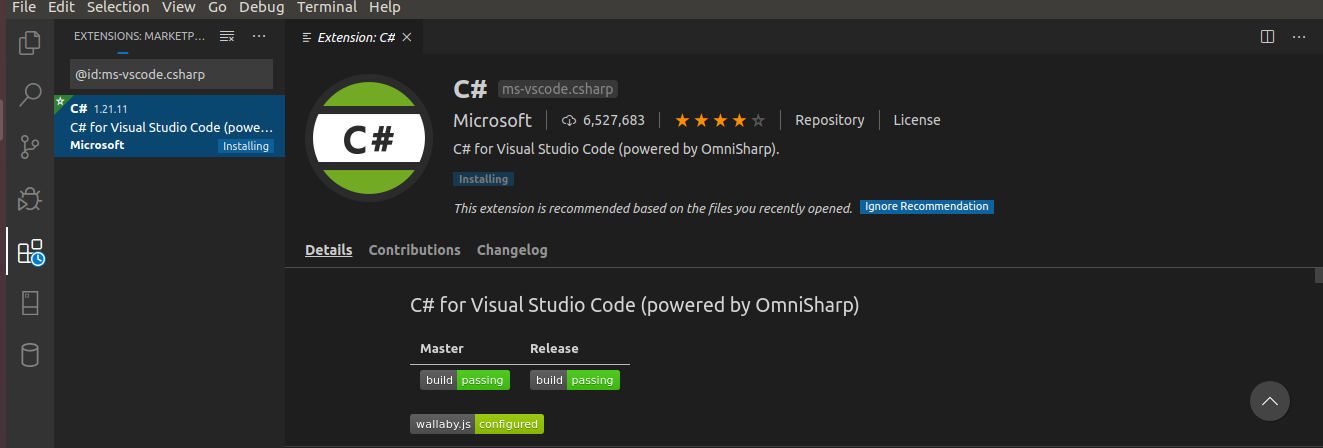 File Edit Selection View Go Debug Terminal Help
EXTENSIONS: MARKETP...
Extension: C#
@id:ms-vscode.csharp
C# 1.21.11
C# for Visual Studio Code (powe...
Microsoft Installing
C#
C# ms-vscode.csharp
Microsoft 6,527,683 Repository License
C# for Visual Studio Code (powered by OmniSharp).
Installing
This extension is recommended based on the files you recently opened. Ignore Recommendation
Details Contributions Changelog
C# for Visual Studio Code (powered by OmniSharp)
Master Release
build passing build passing
wallaby.js configured